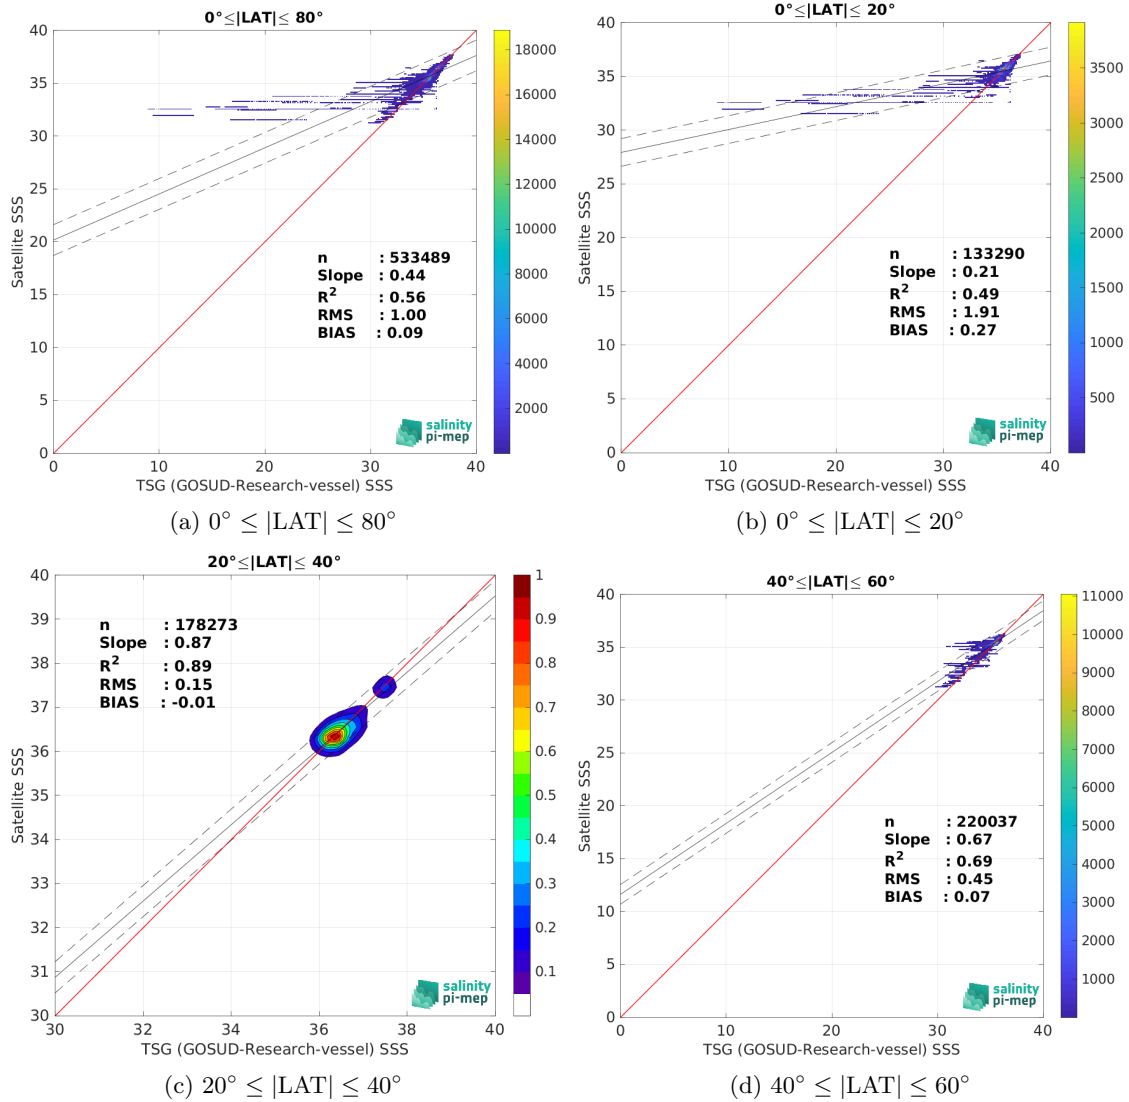 0°≤|LAT|≤ 80°
40
35
30
25
20
15
10
5
0
0
10
20
30
40
Satellite SSS
TSG (GOSUD-Research-vessel) SSS
n : 533489
Slope : 0.44
R² : 0.56
RMS : 1.00
BIAS : 0.09
salinity
pi-mep
18000
16000
14000
12000
10000
8000
6000
4000
2000
(a) 0° ≤ |LAT| ≤ 80°
0°≤|LAT|≤ 20°
40
35
30
25
20
15
10
5
0
0
10
20
30
40
Satellite SSS
TSG (GOSUD-Research-vessel) SSS
n : 133290
Slope : 0.21
R² : 0.49
RMS : 1.91
BIAS : 0.27
salinity
pi-mep
3500
3000
2500
2000
1500
1000
500
(b) 0° ≤ |LAT| ≤ 20°
20°≤|LAT|≤ 40°
40
39
38
37
36
35
34
33
32
31
30
30
32
34
36
38
40
Satellite SSS
TSG (GOSUD-Research-vessel) SSS
n : 178273
Slope : 0.87
R² : 0.89
RMS : 0.15
BIAS : -0.01
salinity
pi-mep
1
0.9
0.8
0.7
0.6
0.5
0.4
0.3
0.2
0.1
(c) 20° ≤ |LAT| ≤ 40°
40°≤|LAT|≤ 60°
40
35
30
25
20
15
10
5
0
0
10
20
30
40
Satellite SSS
TSG (GOSUD-Research-vessel) SSS
n : 220037
Slope : 0.67
R² : 0.69
RMS : 0.45
BIAS : 0.07
salinity
pi-mep
11000
10000
9000
8000
7000
6000
5000
4000
3000
2000
1000
(d) 40° ≤ |LAT| ≤ 60°